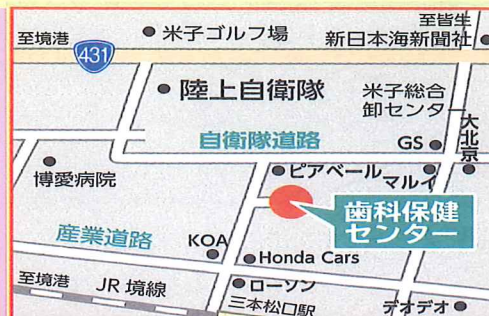 至境港
431
米子ゴルフ場
至皆生
新日本海新聞社
陸上自衛隊
米子総合
卸センター
大北京
自衛隊道路
GS
博愛病院
ピアベール
マルイ
歯科保健
センター
産業道路
KOA
Honda Cars
至境港
JR 境線
ローソン
三本松口駅
デオデオ